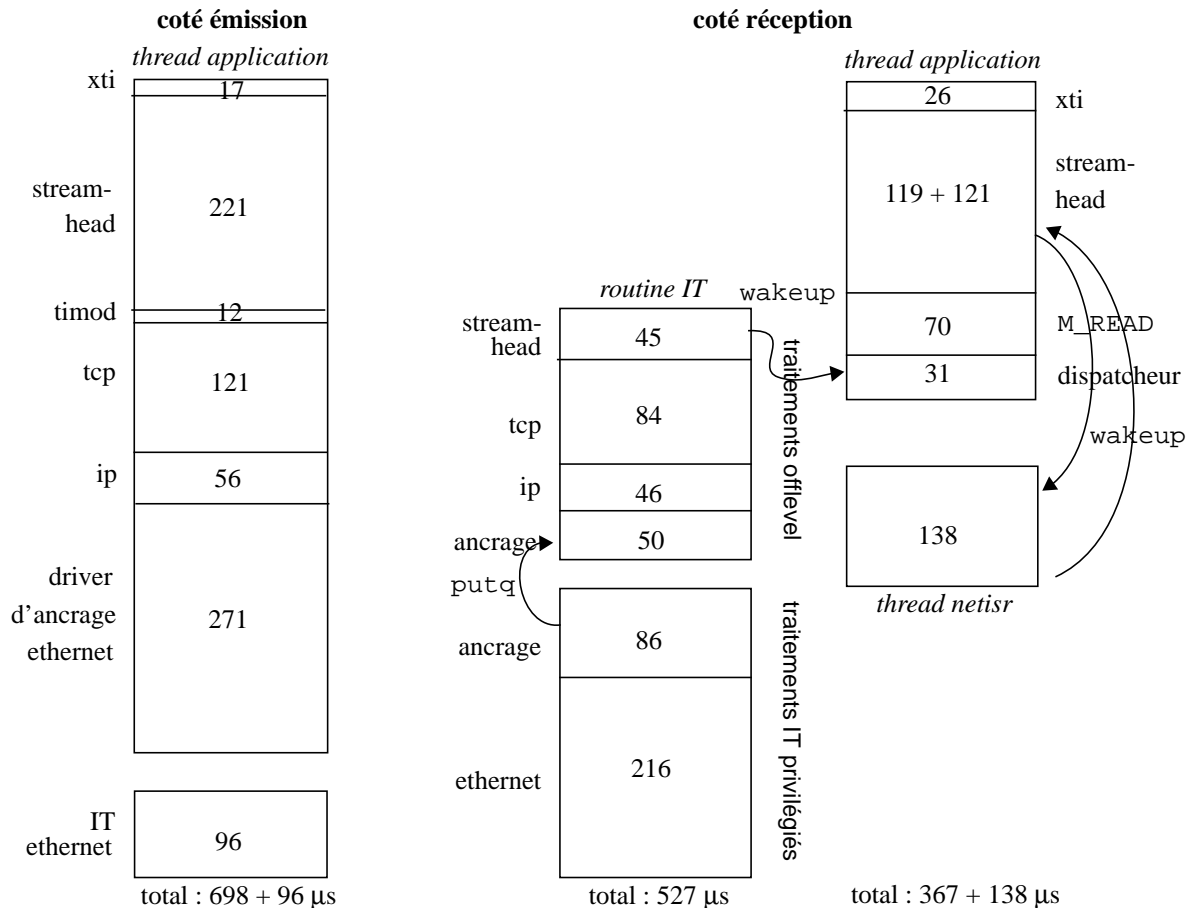 coté émission
thread application
xti
17
stream-
head
221
timod
12
tcp
121
ip
56
driver
d'ancrage
ethernet
271
IT
ethernet
96
total : 698 + 96 µs
coté réception
routine IT
stream-
head
45
tcp
84
ip
46
ancrage
50
putq
ancrage
86
ethernet
216
total : 527 µs
wakeup
traitements offlevel
traitements IT privilégiés
thread application
26
xti
119 + 121
stream-
head
70
M_READ
31
dispatcheur
wakeup
138
thread netisr
total : 367 + 138 µs